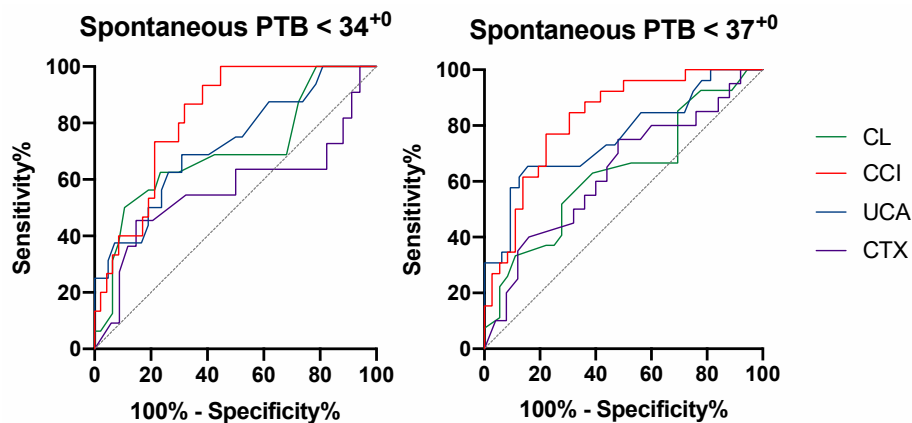 Spontaneous PTB < 34+0
Sensitivity%
100
80
60
40
20
0
0 20 40 60 80 100
100% - Specificity%
Spontaneous PTB < 37+0
Sensitivity%
100
80
60
40
20
0
0 20 40 60 80 100
100% - Specificity%
CL
CCI
UCA
CTX